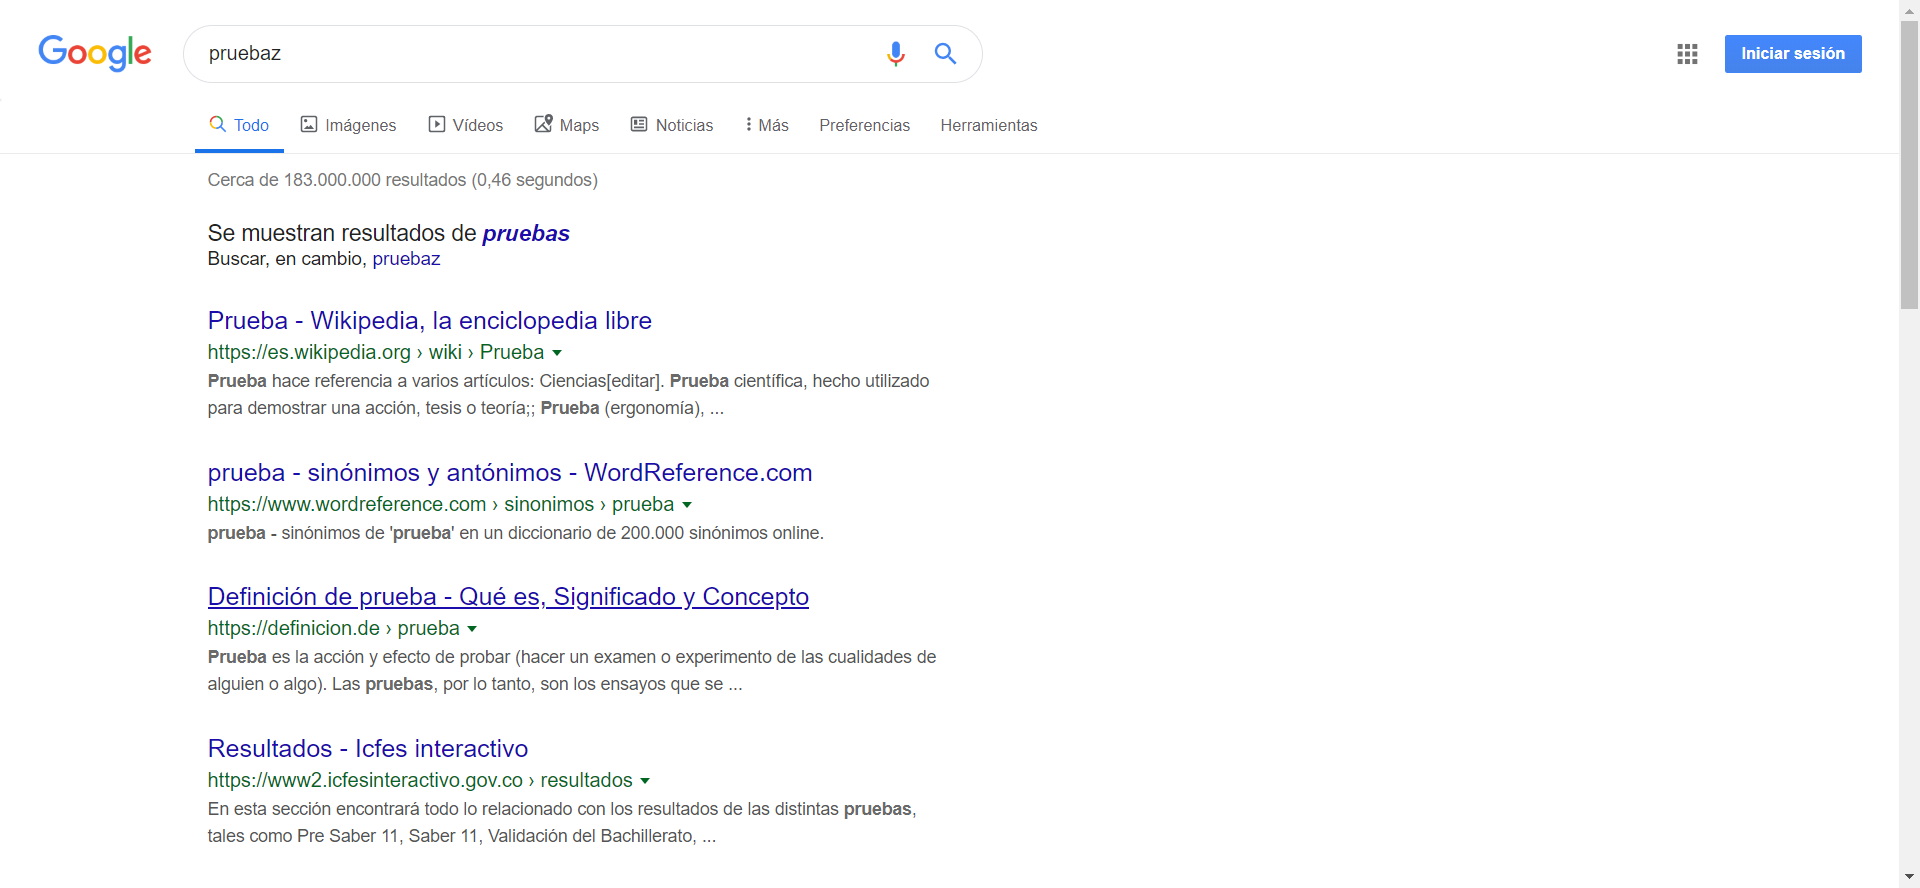 Google
pruebaz
Iniciar sesión
Todo
Imágenes
Vídeos
Maps
Noticias
Más
Preferencias
Herramientas
Cerca de 183.000.000 resultados (0,46 segundos)
Se muestran resultados de pruebas
Buscar, en cambio, pruebaz
Prueba - Wikipedia, la enciclopedia libre
https://es.wikipedia.org › wiki › Prueba
Prueba hace referencia a varios artículos: Ciencias[editar]. Prueba científica, hecho utilizado
para demostrar una acción, tesis o teoría;; Prueba (ergonomía), ...
prueba - sinónimos y antónimos - WordReference.com
https://www.wordreference.com › sinonimos › prueba
prueba - sinónimos de 'prueba' en un diccionario de 200.000 sinónimos online.
Definición de prueba - Qué es, Significado y Concepto
https://definicion.de › prueba
Prueba es la acción y efecto de probar (hacer un examen o experimento de las cualidades de
alguien o algo). Las pruebas, por lo tanto, son los ensayos que se ...
Resultados - Icfes interactivo
https://www2.icfesinteractivo.gov.co › resultados
En esta sección encontrará todo lo relacionado con los resultados de las distintas pruebas,
tales como Pre Saber 11, Saber 11, Validación del Bachillerato, ...